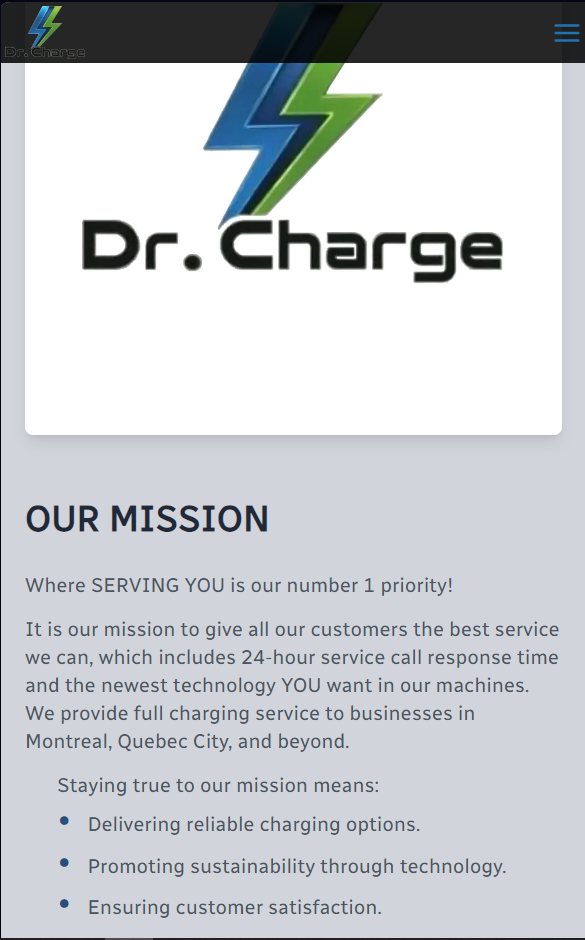 Dr. Charge
Dr. Charge
OUR MISSION
Where SERVING YOU is our number 1 priority!
It is our mission to give all our customers the best service
we can, which includes 24-hour service call response time
and the newest technology YOU want in our machines.
We provide full charging service to businesses in
Montreal, Quebec City, and beyond.
Staying true to our mission means:
• Delivering reliable charging options.
• Promoting sustainability through technology.
• Ensuring customer satisfaction.